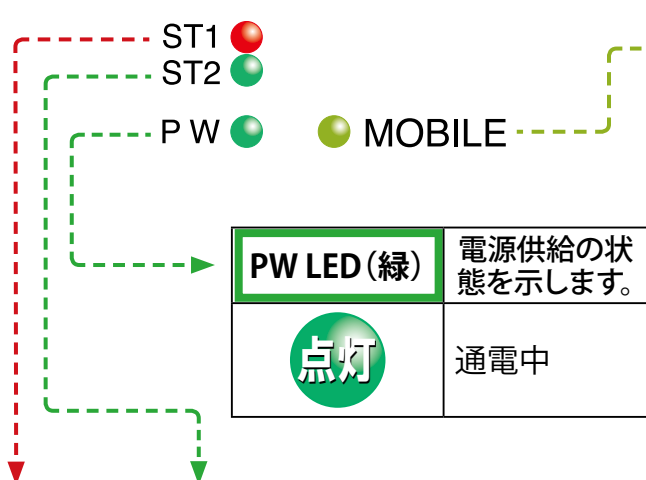 ST1
ST2
P W
MOBILE
PW LED（緑）
電源供給の状
態を示します。
点灯
通電中